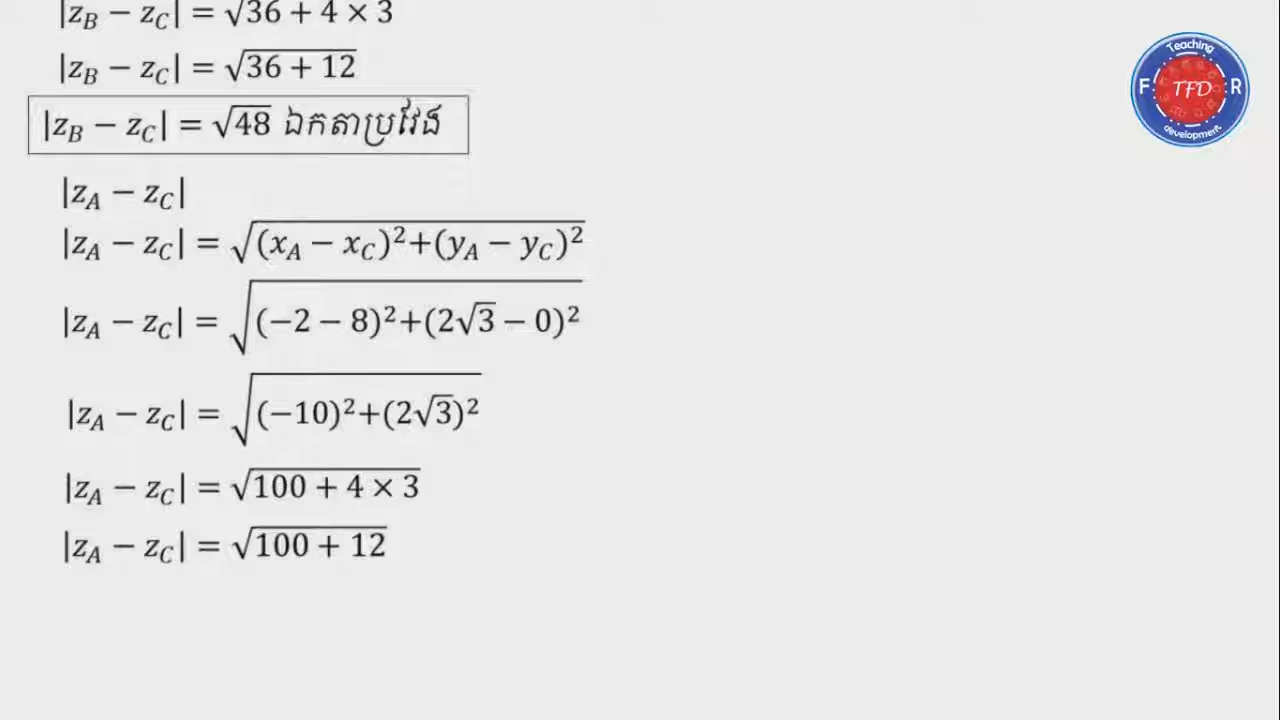 |z_B − z_C| = √36 + 4 × 3
|z_B − z_C| = √(36 + 12)
|z_B − z_C| = √48 ឯកតាប្រវែង
|z_A − z_C|
|z_A − z_C| = √((x_A − x_C)²+(y_A − y_C)²)
|z_A − z_C| = √((−2 − 8)²+(2√3 − 0)²)
|z_A − z_C| = √((−10)²+(2√3)²)
|z_A − z_C| = √(100 + 4 × 3)
|z_A − z_C| = √(100 + 12)
Teaching
F TFD R
development